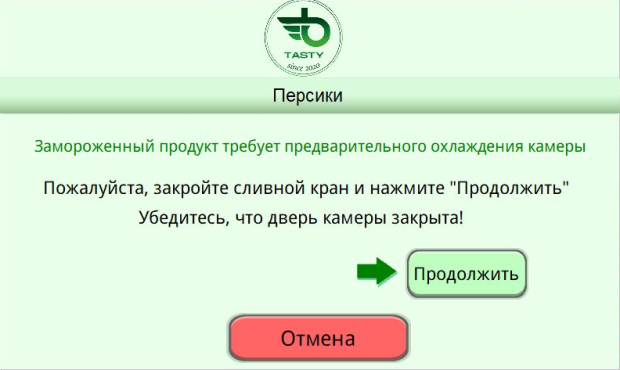 TASTY
since 2020
Персики
Замороженный продукт требует предварительного охлаждения камеры
Пожалуйста, закройте сливной кран и нажмите "Продолжить"
Убедитесь, что дверь камеры закрыта!
Продолжить
Отмена